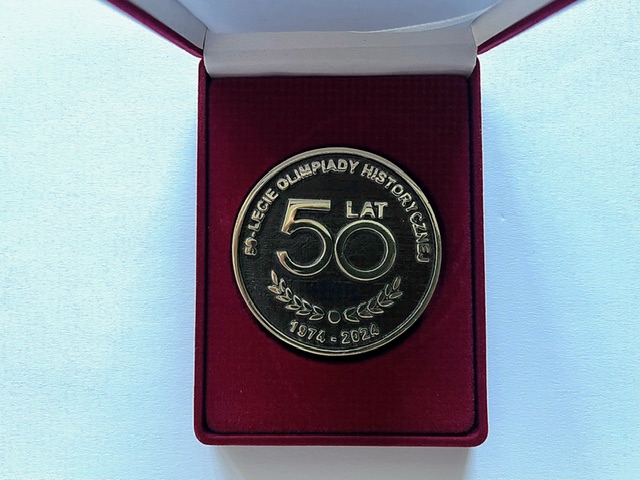 50-LECIE OLIMPIADY HISTORYCZNEJ
50 LAT
1974 - 2024